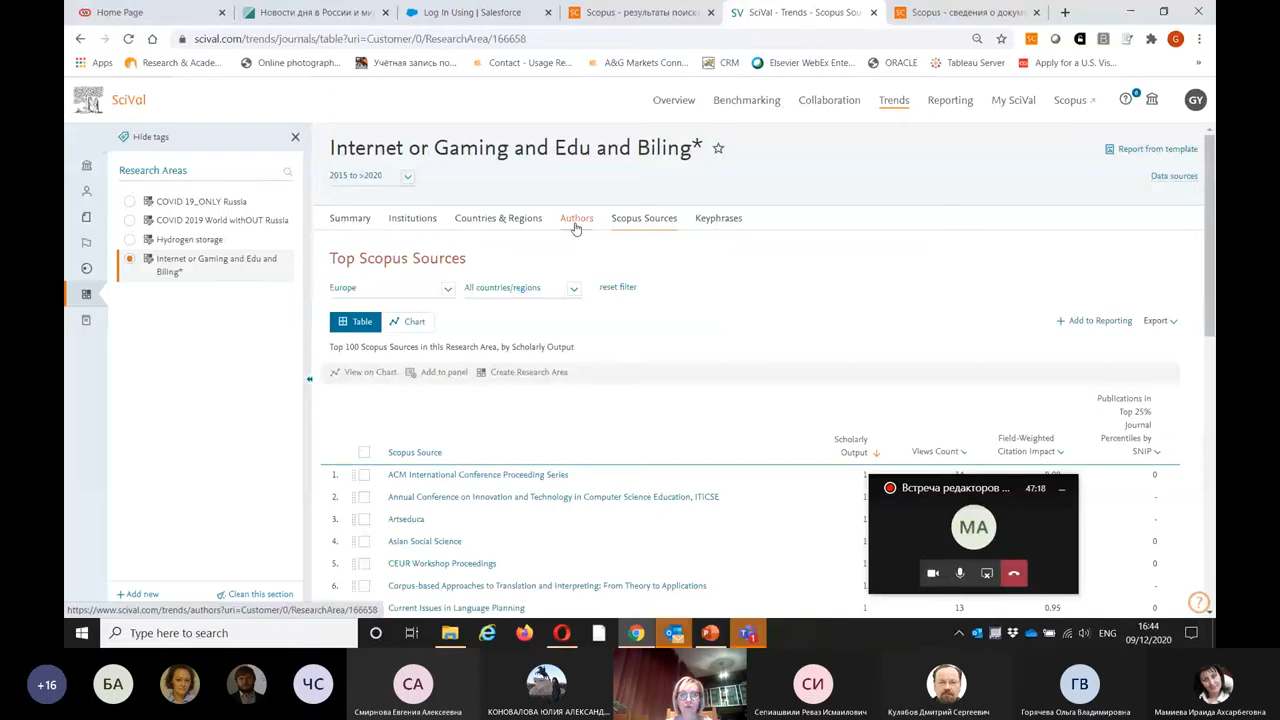 Home Page
Новости дня в России и ми
Log In Using | Salesforce
Scopus - результаты поиск
SciVal - Trends - Scopus Sou
Scopus - сведения о докум
scival.com/trends/journals/table?uri=Customer/0/ResearchArea/166658
G
Apps
Research & Acade...
Online photograph...
Учётная запись по...
Contact - Usage Re...
A&G Markets Conn...
CRM
Elsevier WebEx Ente...
ORACLE
Tableau Server
Apply for a U.S. Vis...
SciVal
Overview
Benchmarking
Collaboration
Trends
Reporting
My SciVal
Scopus
GY
Hide tags
Research Areas
COVID 19_ONLY Russia
COVID 2019 World withOUT Russia
Hydrogen storage
Internet or Gaming and Edu and
Biling*
Add new
Clean this section
https://www.scival.com/trends/authors?uri=Customer/0/ResearchArea/166658
Internet or Gaming and Edu and Biling*
2015 to >2020
Report from template
Data sources
Summary
Institutions
Countries & Regions
Authors
Scopus Sources
Keyphrases
Top Scopus Sources
Europe
All countries/regions
reset filter
Table
Chart
+ Add to Reporting
Export
Top 100 Scopus Sources in this Research Area, by Scholarly Output
View on Chart
Add to panel
Create Research Area
Scopus Source
Scholarly
Output
Views Count
Field-Weighted
Citation Impact
Publications in
Top 25%
Journal
Percentiles by
SNIP
1. ACM International Conference Proceeding Series 0
2. Annual Conference on Innovation and Technology in Computer Science Education, ITiCSE -
3. Artseduca -
4. Asian Social Science 0
5. CEUR Workshop Proceedings 0
6. Corpus-based Approaches to Translation and Interpreting: From Theory to Applications -
Current Issues in Language Planning 13 0.95 0
Встреча редакторов ...
47:18
MA
Type here to search
ENG
16:44
09/12/2020
+16
БА
ЧС
СА
Смирнова Евгения Алексеевна
КОНОВАЛОВА ЮЛИЯ АЛЕКСАНД...
СИ
Сепиашвили Реваз Исмаилович
Кулябов Дмитрий Сергеевич
ГВ
Горячева Ольга Владимировна
Мамиева Ираида Ахсарбеговна